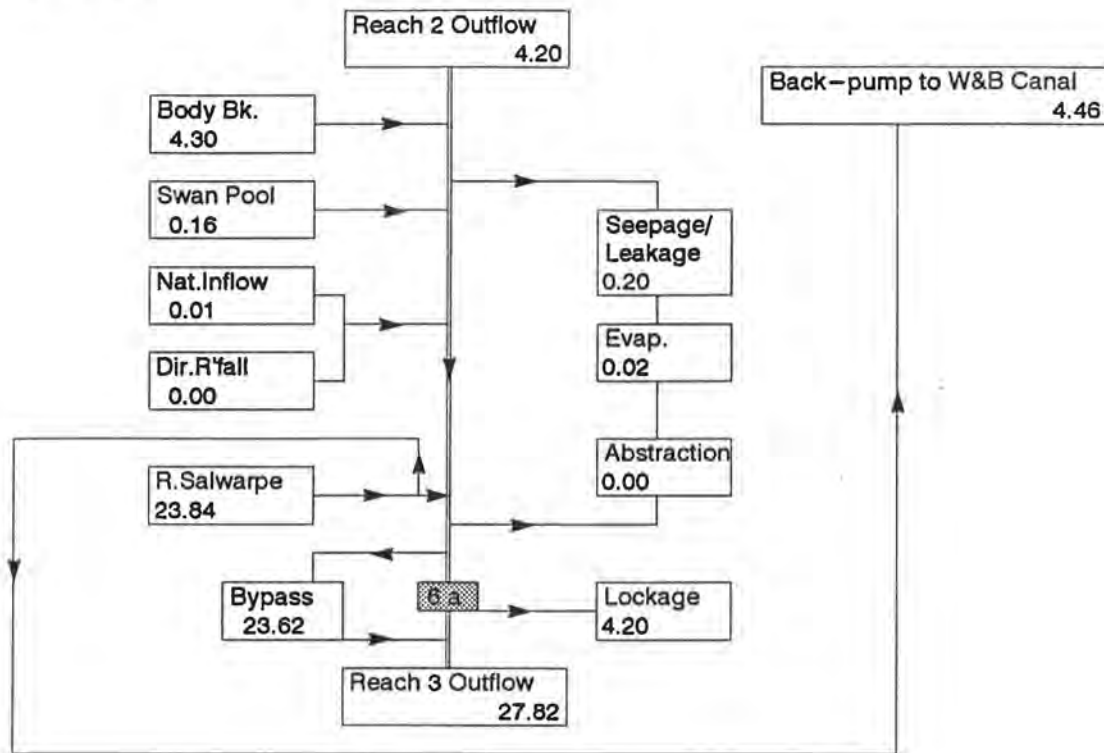 Reach 2 Outflow
4.20
Back-pump to W&B Canal
4.46
Body Bk.
4.30
Swan Pool
0.16
Seepage/
Leakage
0.20
Nat.Inflow
0.01
Evap.
0.02
Dir.R'fall
0.00
Abstraction
0.00
R.Salwarpe
23.84
Bypass
23.62
6 a
Lockage
4.20
Reach 3 Outflow
27.82